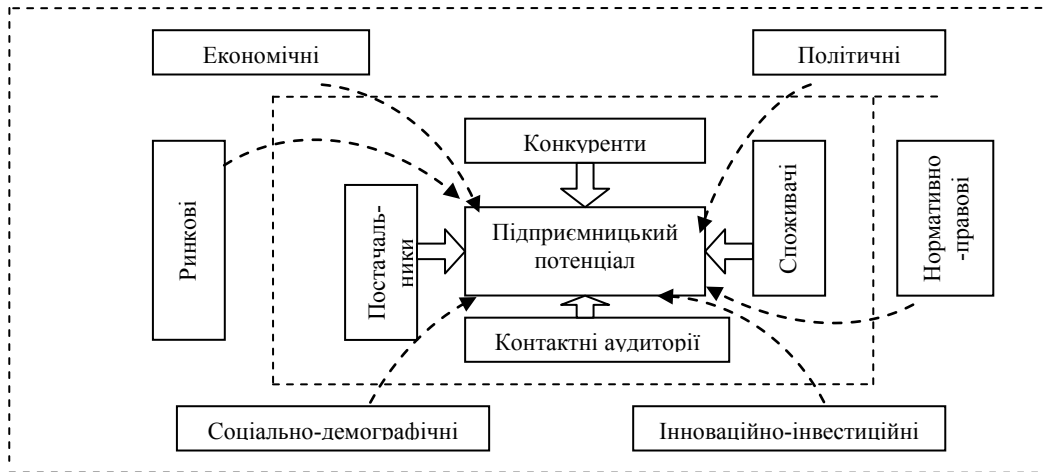 Економічні
Політичні
Конкуренти
Ринкові
Постачаль-
ники
Підприємницький
потенціал
Споживачі
Нормативно
-правові
Контактні аудиторії
Соціально-демографічні
Інноваційно-інвестиційні